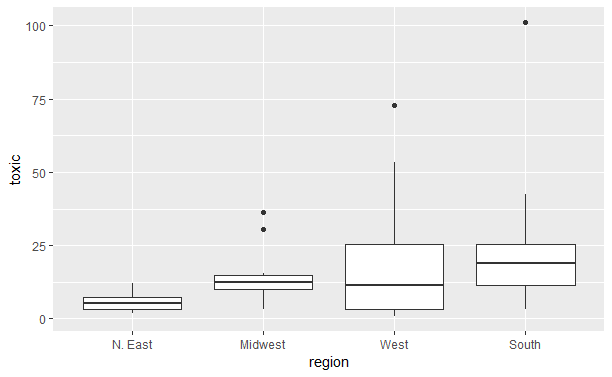 100
75
50
25
0
toxic
N. East
Midwest
West
South
region